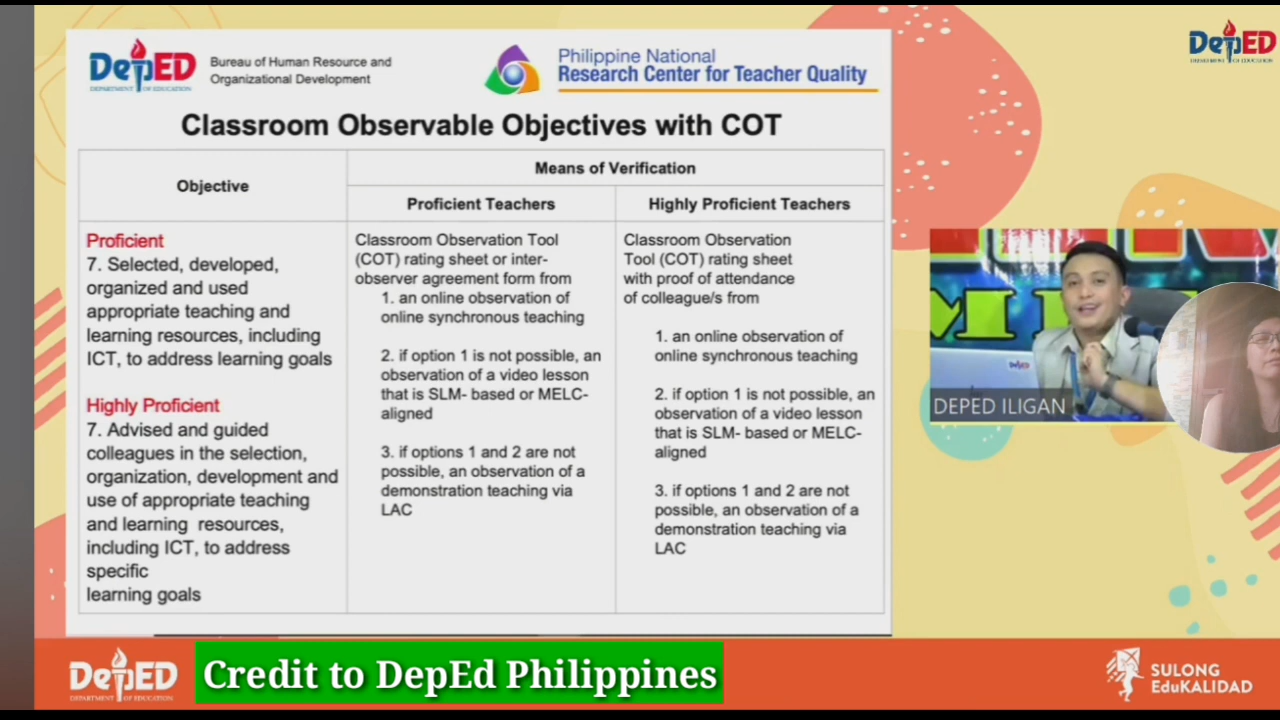 DepED
DEPARTMENT OF EDUCATION
Bureau of Human Resource and
Organizational Development
Philippine National
Research Center for Teacher Quality
DepED
DEPARTMENT OF EDUCATION
Classroom Observable Objectives with COT
Objective
Means of Verification
Proficient Teachers
Highly Proficient Teachers
Proficient
7. Selected, developed,
organized and used
appropriate teaching and
learning resources, including
ICT, to address learning goals
Highly Proficient
7. Advised and guided
colleagues in the selection,
organization, development and
use of appropriate teaching
and learning resources,
including ICT, to address
specific
learning goals
Classroom Observation Tool
(COT) rating sheet or inter-
observer agreement form from
1. an online observation of
online synchronous teaching
2. if option 1 is not possible, an
observation of a video lesson
that is SLM- based or MELC-
aligned
3. if options 1 and 2 are not
possible, an observation of a
demonstration teaching via
LAC
Classroom Observation
Tool (COT) rating sheet
with proof of attendance
of colleague/s from
1. an online observation of
online synchronous teaching
2. if option 1 is not possible, an
observation of a video lesson
that is SLM- based or MELC-
aligned
3. if options 1 and 2 are not
possible, an observation of a
demonstration teaching via
LAC
DEPED ILIGAN
DepED
DEPARTMENT OF EDUCATION
Credit to DepEd Philippines
SULONG
EduKALIDAD